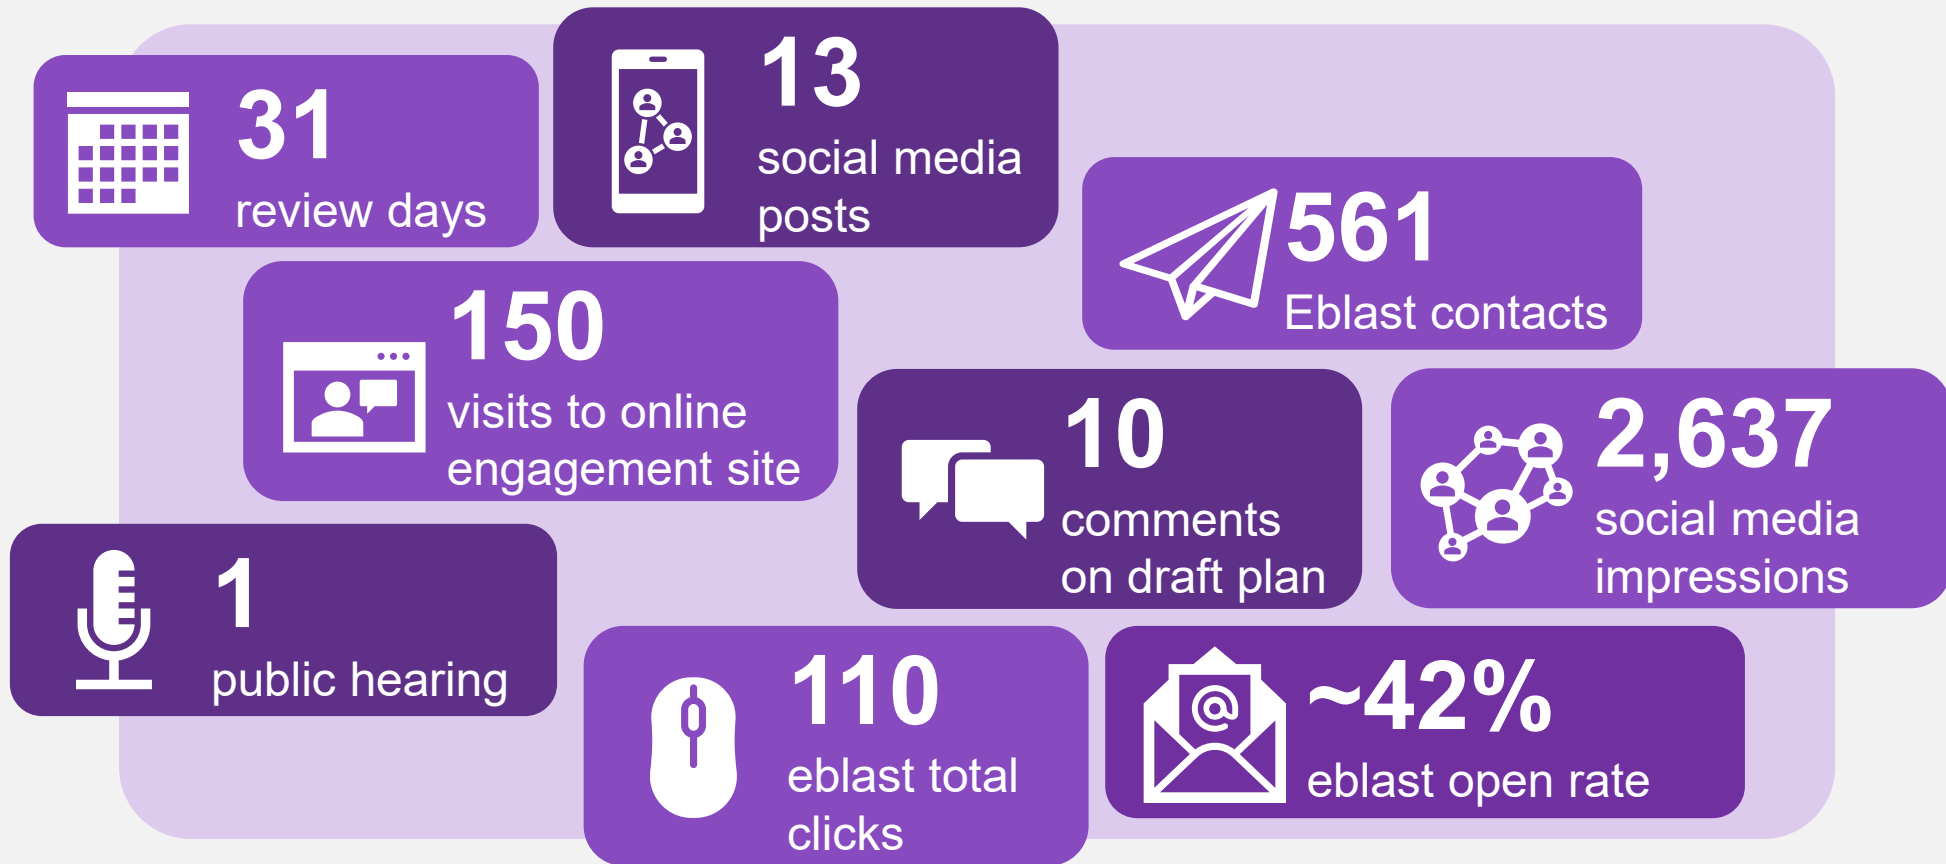 31
review days
13
social media
posts
561
Eblast contacts
150
visits to online
engagement site
10
comments
on draft plan
2,637
social media
impressions
1
public hearing
110
eblast total
clicks
~42%
eblast open rate